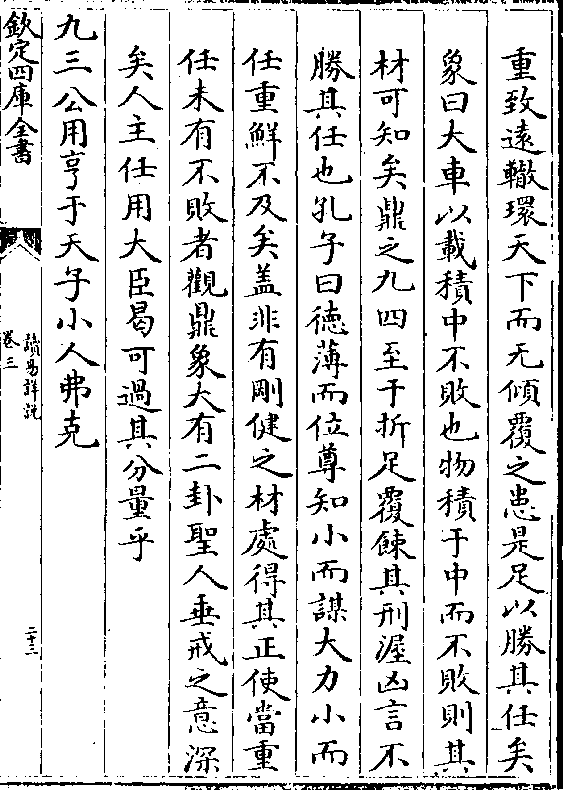 重致遠轍環天下而无傾覆之患是足以勝其任矣
象曰大車以載積中不敗也物積于中而不敗則其
材可知矣鼎之九四至于折足覆餗其刑渥凶言不
勝其任也孔子曰德薄而位尊知小而謀大力小而
任重鮮不及矣盖非有剛健之材處得其正使當重
任未有不敗者觀鼎象大有二卦聖人垂戒之意深
矣人主任用大臣曷可過其分量乎
九三公用亨于天子小人弗克
欽定四庫全書
讀易詳説
卷三
二十三